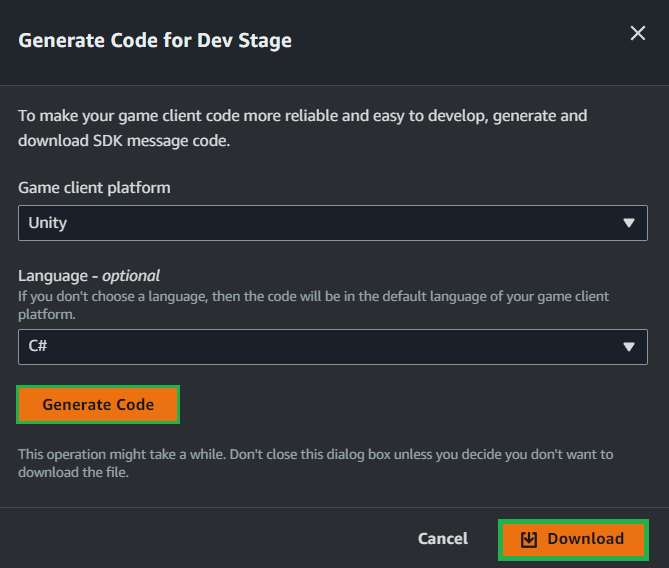 Generate Code for Dev Stage
To make your game client code more reliable and easy to develop, generate and
download SDK message code.
Game client platform
Unity
Language - optional
If you don't choose a language, then the code will be in the default language of your game client
platform.
C#
Generate Code
This operation might take a while. Don't close this dialog box unless you decide you don't want to
download the file.
Cancel
Download